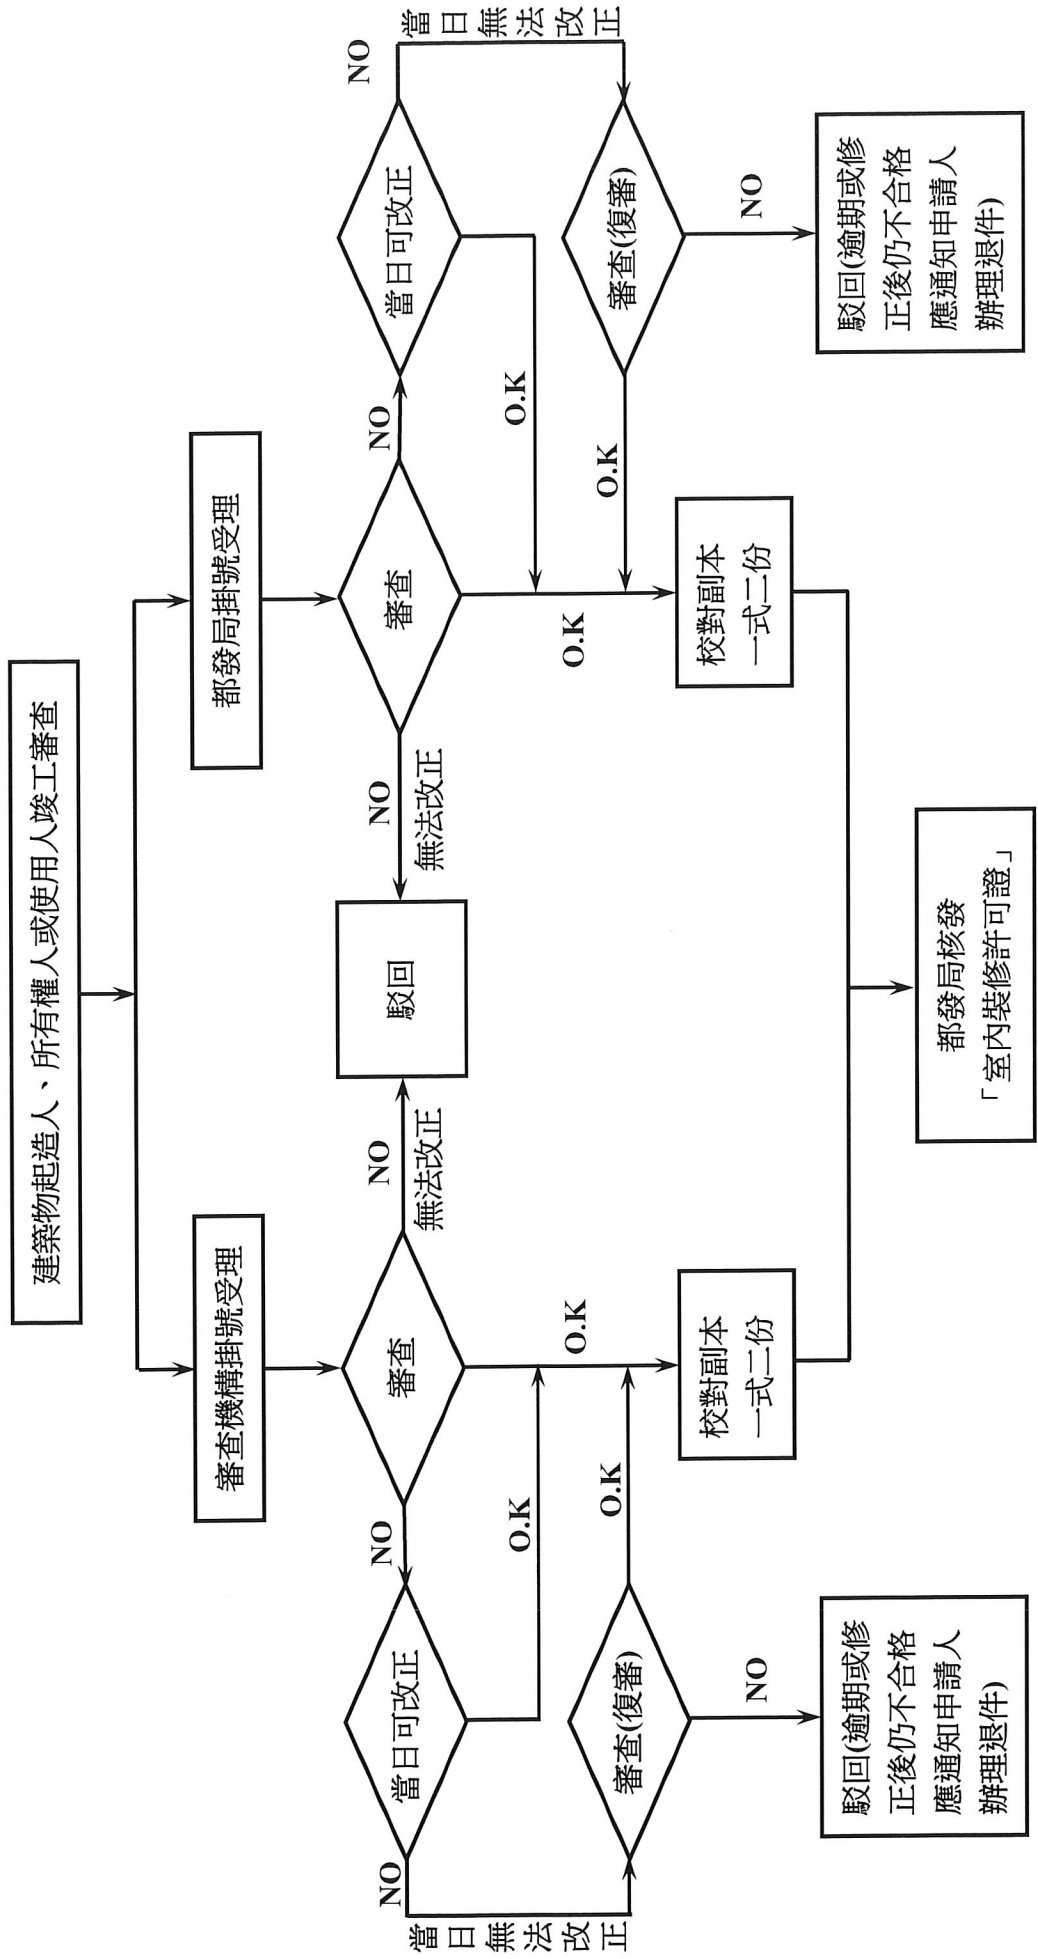 建築物起造人、所有權人或使用人竣工審查
審查機構掛號受理
都發局掛號受理
NO
當日無法改正
當日可改正
NO
審查
NO
無法改正
駁回
NO
無法改正
審查
NO
當日可改正
NO
當日無法改正
O.K
O.K
O.K
O.K
審查(復審)
O.K
O.K
審查(復審)
NO
校對副本
一式二份
校對副本
一式二份
NO
駁回(逾期或修
正後仍不合格
應通知申請人
辦理退件)
駁回(逾期或修
正後仍不合格
應通知申請人
辦理退件)
都發局核發
「室內裝修許可證」